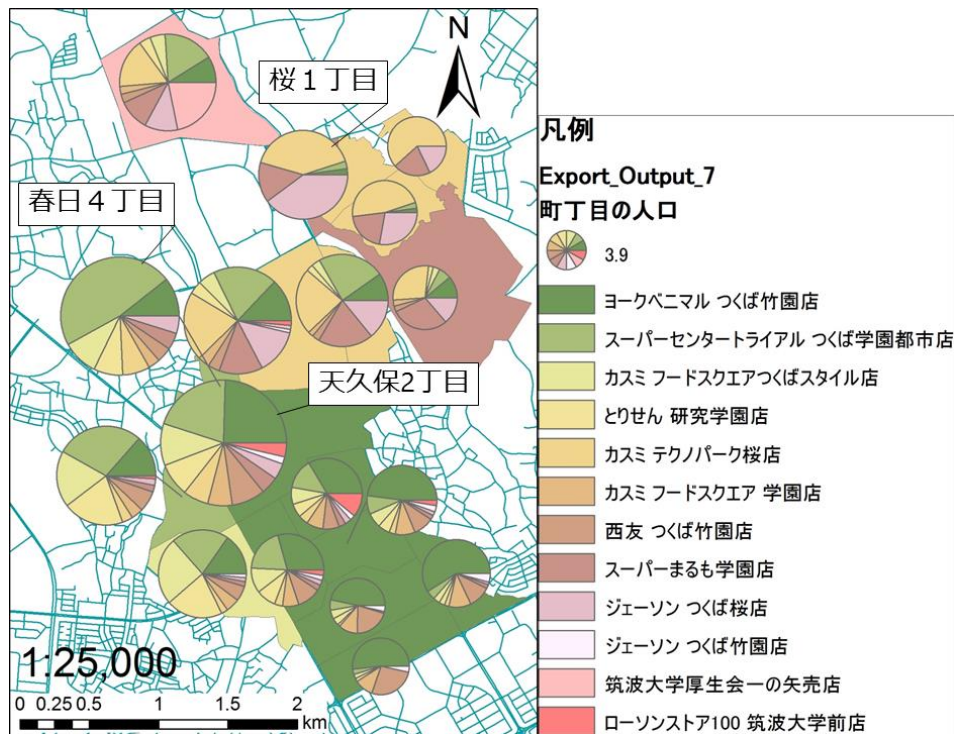 N
桜1丁目
春日4丁目
天久保2丁目
1:25,000
0 0.25 0.5 1 1.5 2
km
凡例
Export_Output_7
町丁目の人口
3.9
ヨークベニマル つくば竹園店
スーパーセンタートライアル つくば学園都市店
カスミ フードスクエアつくばスタイル店
とりせん 研究学園店
カスミ テクノパーク桜店
カスミ フードスクエア 学園店
西友 つくば竹園店
スーパーまるも学園店
ジェーソン つくば桜店
ジェーソン つくば竹園店
筑波大学厚生会一の矢売店
ローソンストア100 筑波大学前店